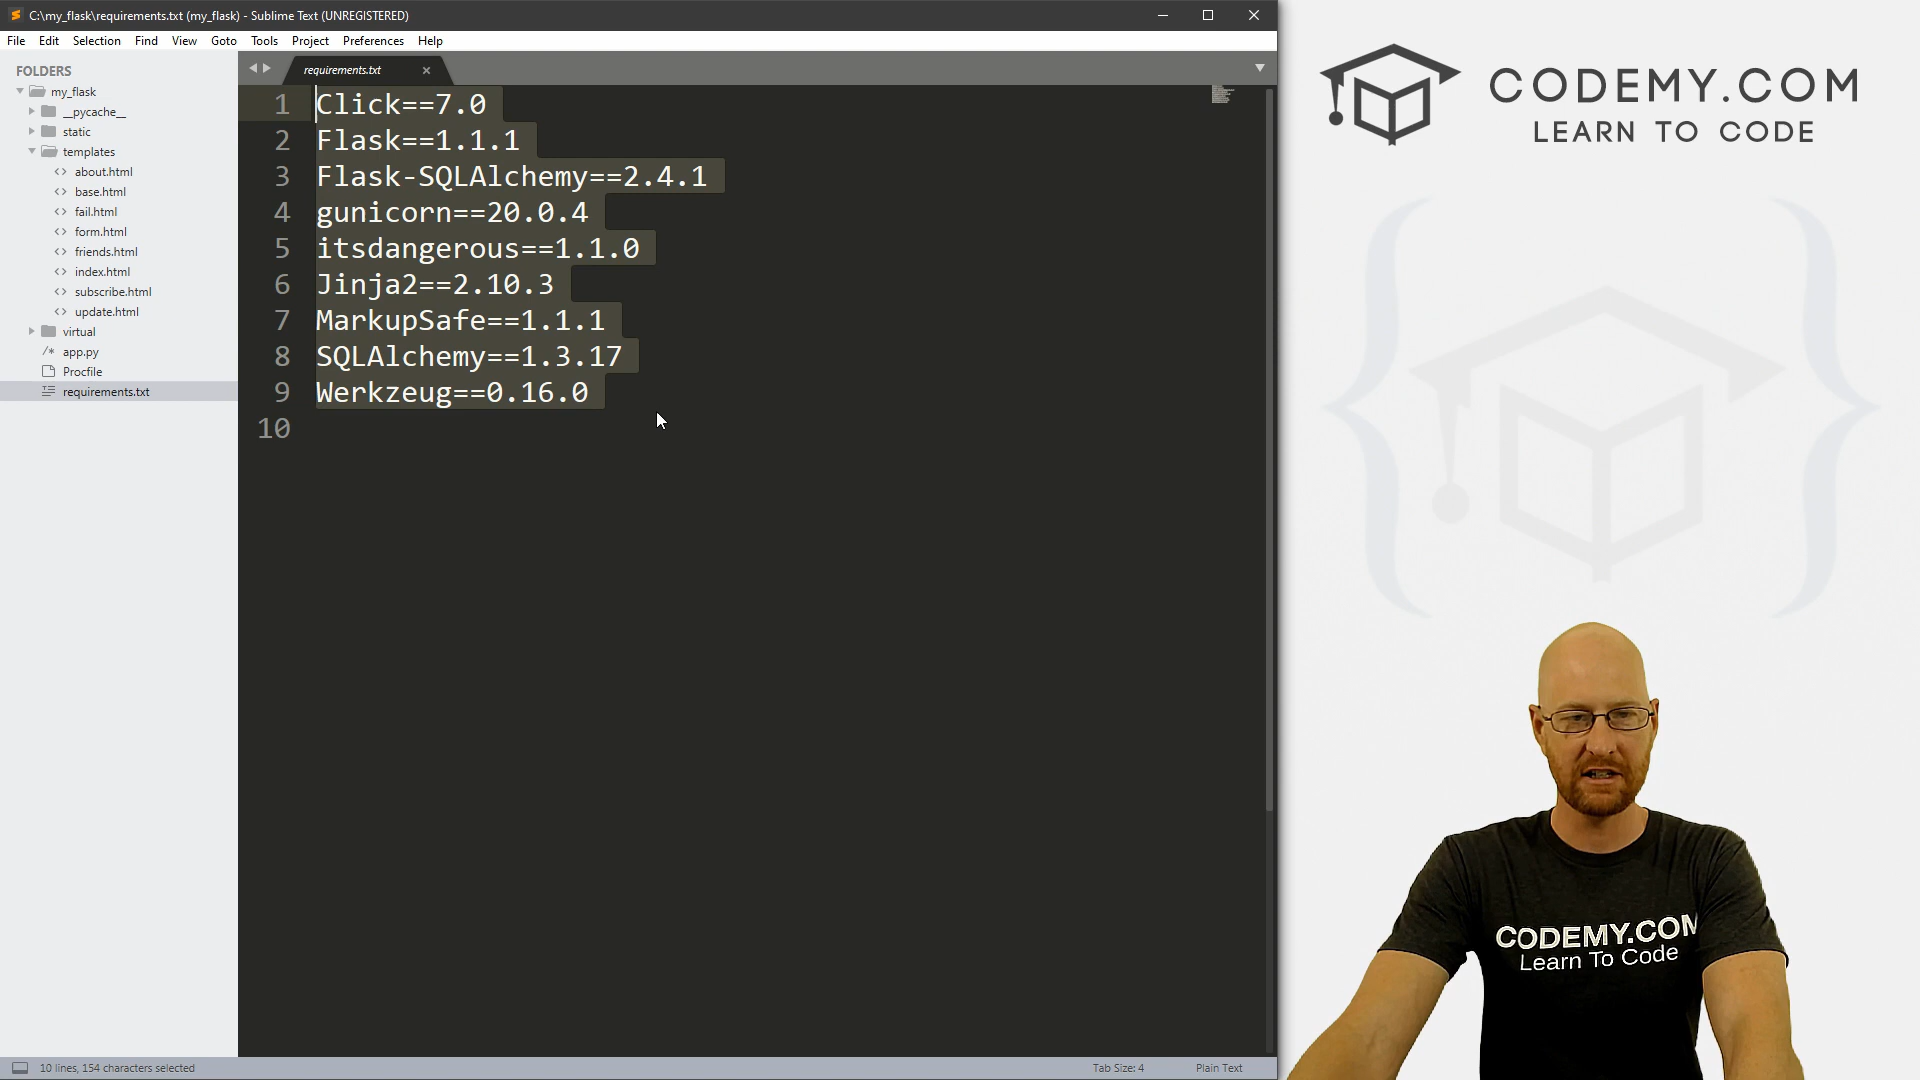 C:\my_flask\requirements.txt (my_flask) - Sublime Text (UNREGISTERED)
File Edit Selection Find View Goto Tools Project Preferences Help
FOLDERS
my_flask
__pycache__
static
templates
<> about.html
<> base.html
<> fail.html
<> form.html
<> friends.html
<> index.html
<> subscribe.html
<> update.html
virtual
/* app.py
Procfile
requirements.txt
requirements.txt
1 Click==7.0
2 Flask==1.1.1
3 Flask-SQLAlchemy==2.4.1
4 gunicorn==20.0.4
5 itsdangerous==1.1.0
6 Jinja2==2.10.3
7 MarkupSafe==1.1.1
8 SQLAlchemy==1.3.17
9 Werkzeug==0.16.0
10
10 lines, 154 characters selected
Tab Size: 4
Plain Text
CODEMY.COM
LEARN TO CODE
CODEMY.COM
Learn To Code